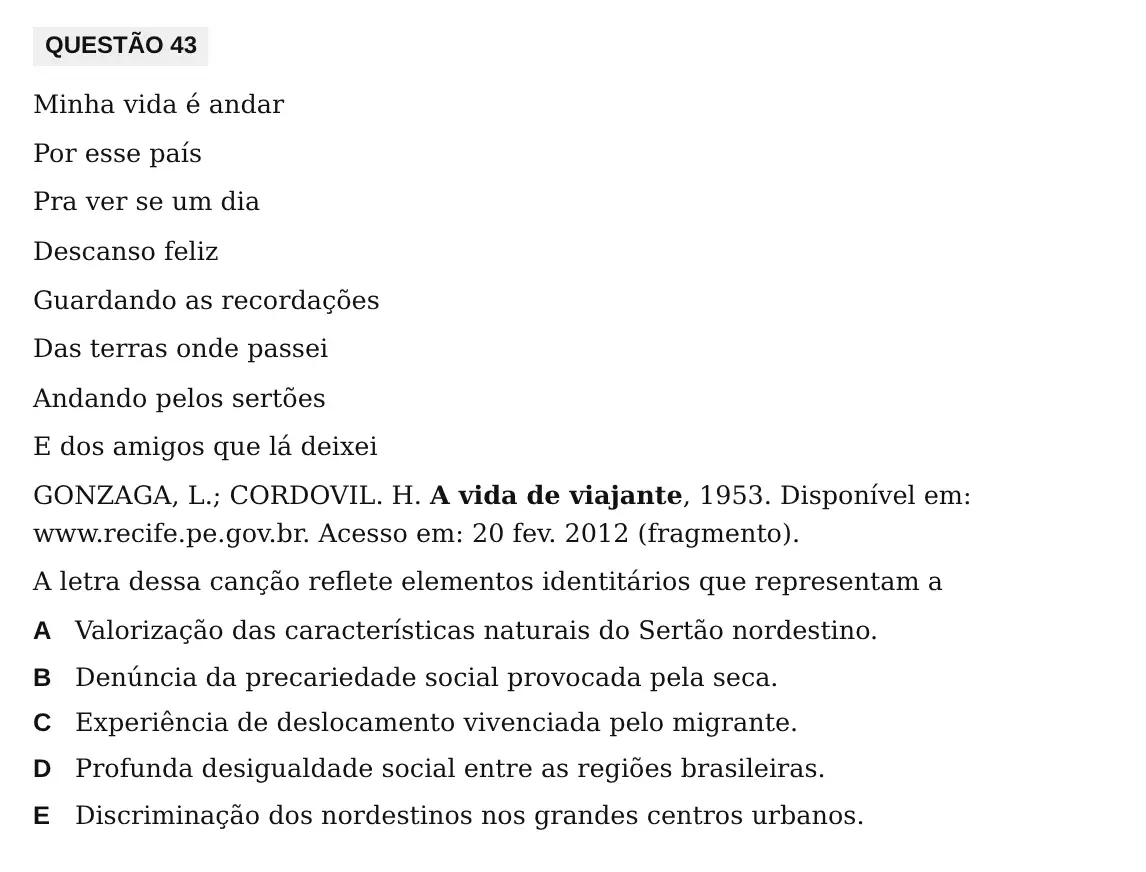 QUESTÃO 43
Minha vida é andar
Por esse país
Pra ver se um dia
Descanso feliz
Guardando as recordações
Das terras onde passei
Andando pelos sertões
E dos amigos que lá deixei
GONZAGA, L.; CORDOVIL. H. A vida de viajante, 1953. Disponível em:
www.recife.pe.gov.br. Acesso em: 20 fev. 2012 (fragmento).
A letra dessa canção reflete elementos identitários que representam a
A Valorização das características naturais do Sertão nordestino.
B Denúncia da precariedade social provocada pela seca.
C Experiência de deslocamento vivenciada pelo migrante.
D Profunda desigualdade social entre as regiões brasileiras.
E Discriminação dos nordestinos nos grandes centros urbanos.